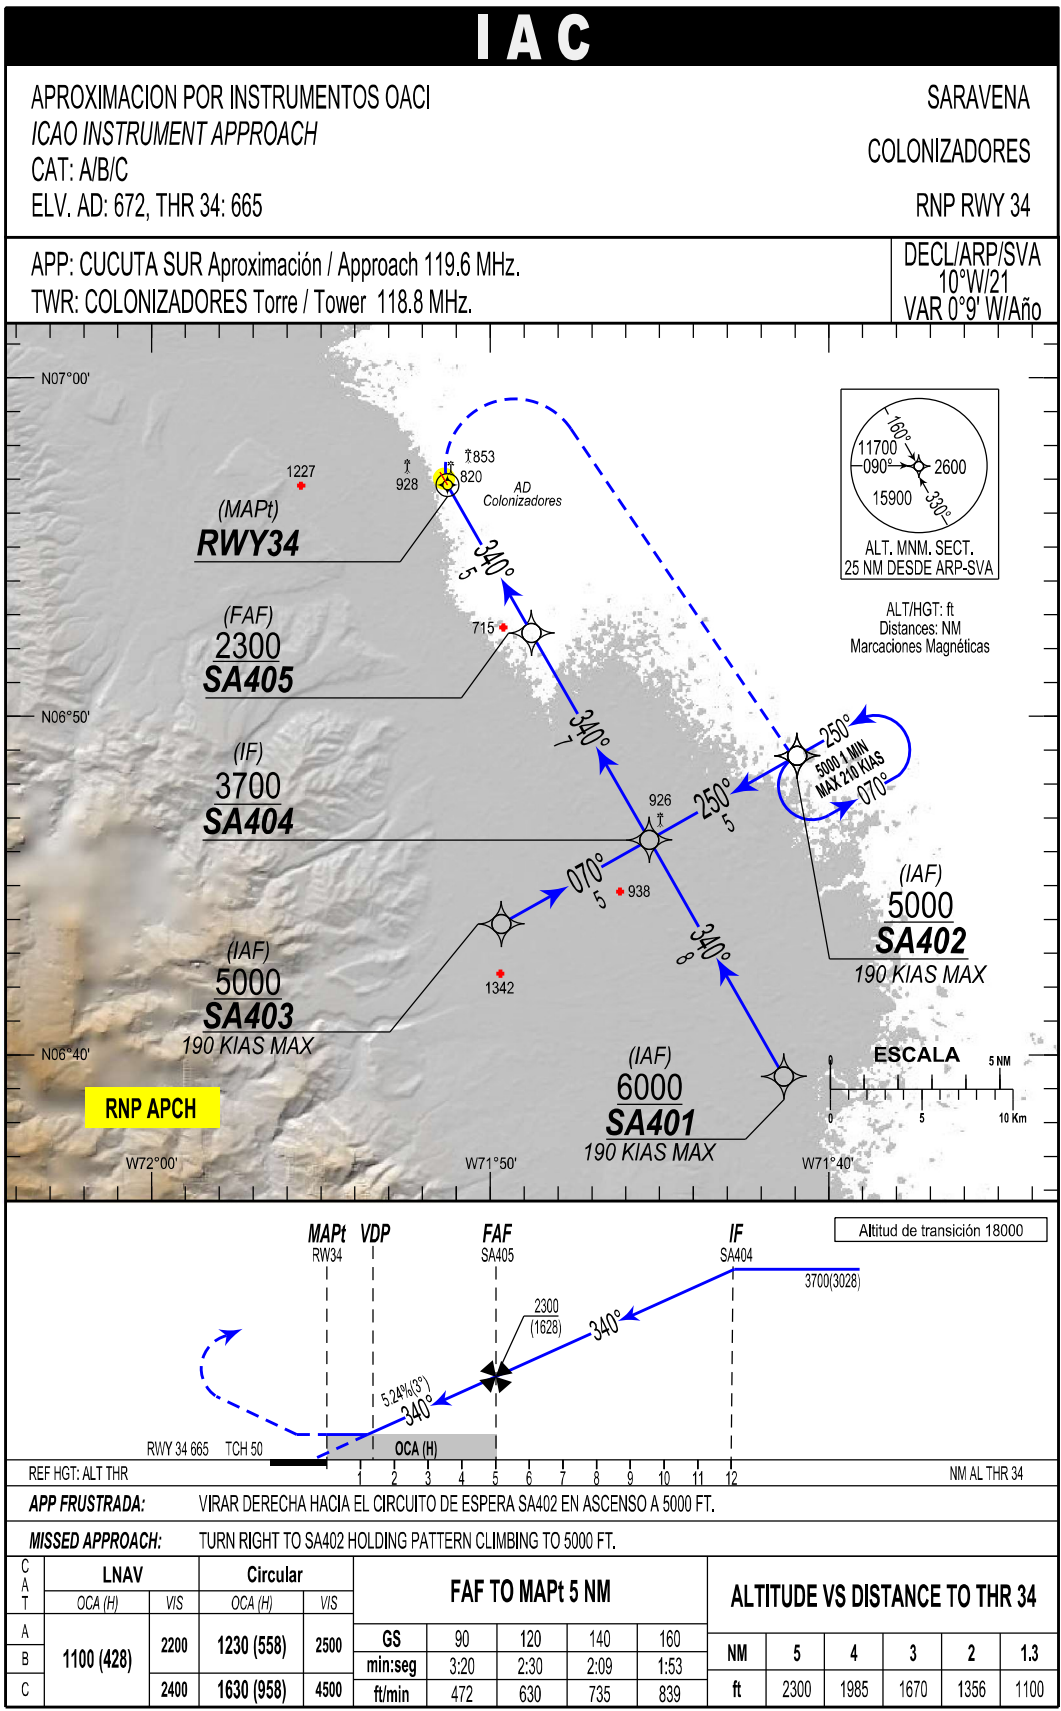 IAC
APROXIMACION POR INSTRUMENTOS OACI
ICAO INSTRUMENT APPROACH
CAT: A/B/C
ELV. AD: 672, THR 34: 665
SARAVENA
COLONIZADORES
RNP RWY 34
APP: CUCUTA SUR Aproximación / Approach 119.6 MHz.
TWR: COLONIZADORES Torre / Tower 118.8 MHz.
DECL/ARP/SVA
10°W/21
VAR 0°9' W/Año
N07°00'
1227
928
853
820
AD
Colonizadores
(MAPt)
RWY34
160°
11700
090°
2600
15900
330°
ALT. MNM. SECT.
25 NM DESDE ARP-SVA
ALT/HGT: ft
Distances: NM
Marcaciones Magnéticas
340°
5
(FAF)
2300
SA405
715
N06°50'
340°
7
(IF)
3700
SA404
926
250°
5
250°
5000 1 MIN
MAX 210 KIAS
070°
070°
5
938
(IAF)
5000
SA402
190 KIAS MAX
(IAF)
5000
SA403
190 KIAS MAX
1342
340°
8
N06°40'
(IAF)
6000
SA401
190 KIAS MAX
ESCALA
0 5 NM
0 5 10 Km
RNP APCH
W72°00' W71°50' W71°40'
Altitud de transición 18000
MAPt VDP FAF IF
RW34 SA405 SA404
3700(3028)
2300
(1628)
340°
5.24%(3°)
340°
RWY 34 665 TCH 50 OCA (H)
REF HGT: ALT THR 1 2 3 4 5 6 7 8 9 10 11 12 NM AL THR 34
APP FRUSTRADA: VIRAR DERECHA HACIA EL CIRCUITO DE ESPERA SA402 EN ASCENSO A 5000 FT.
MISSED APPROACH: TURN RIGHT TO SA402 HOLDING PATTERN CLIMBING TO 5000 FT.
CAT LNAV Circular
OCA (H) VIS OCA (H) VIS
A
B
1100 (428) 2200 1230 (558) 2500
C 2400 1630 (958) 4500
FAF TO MAPt 5 NM
GS 90 120 140 160
min:seg 3:20 2:30 2:09 1:53
ft/min 472 630 735 839
ALTITUDE VS DISTANCE TO THR 34
NM 5 4 3 2 1.3
ft 2300 1985 1670 1356 1100